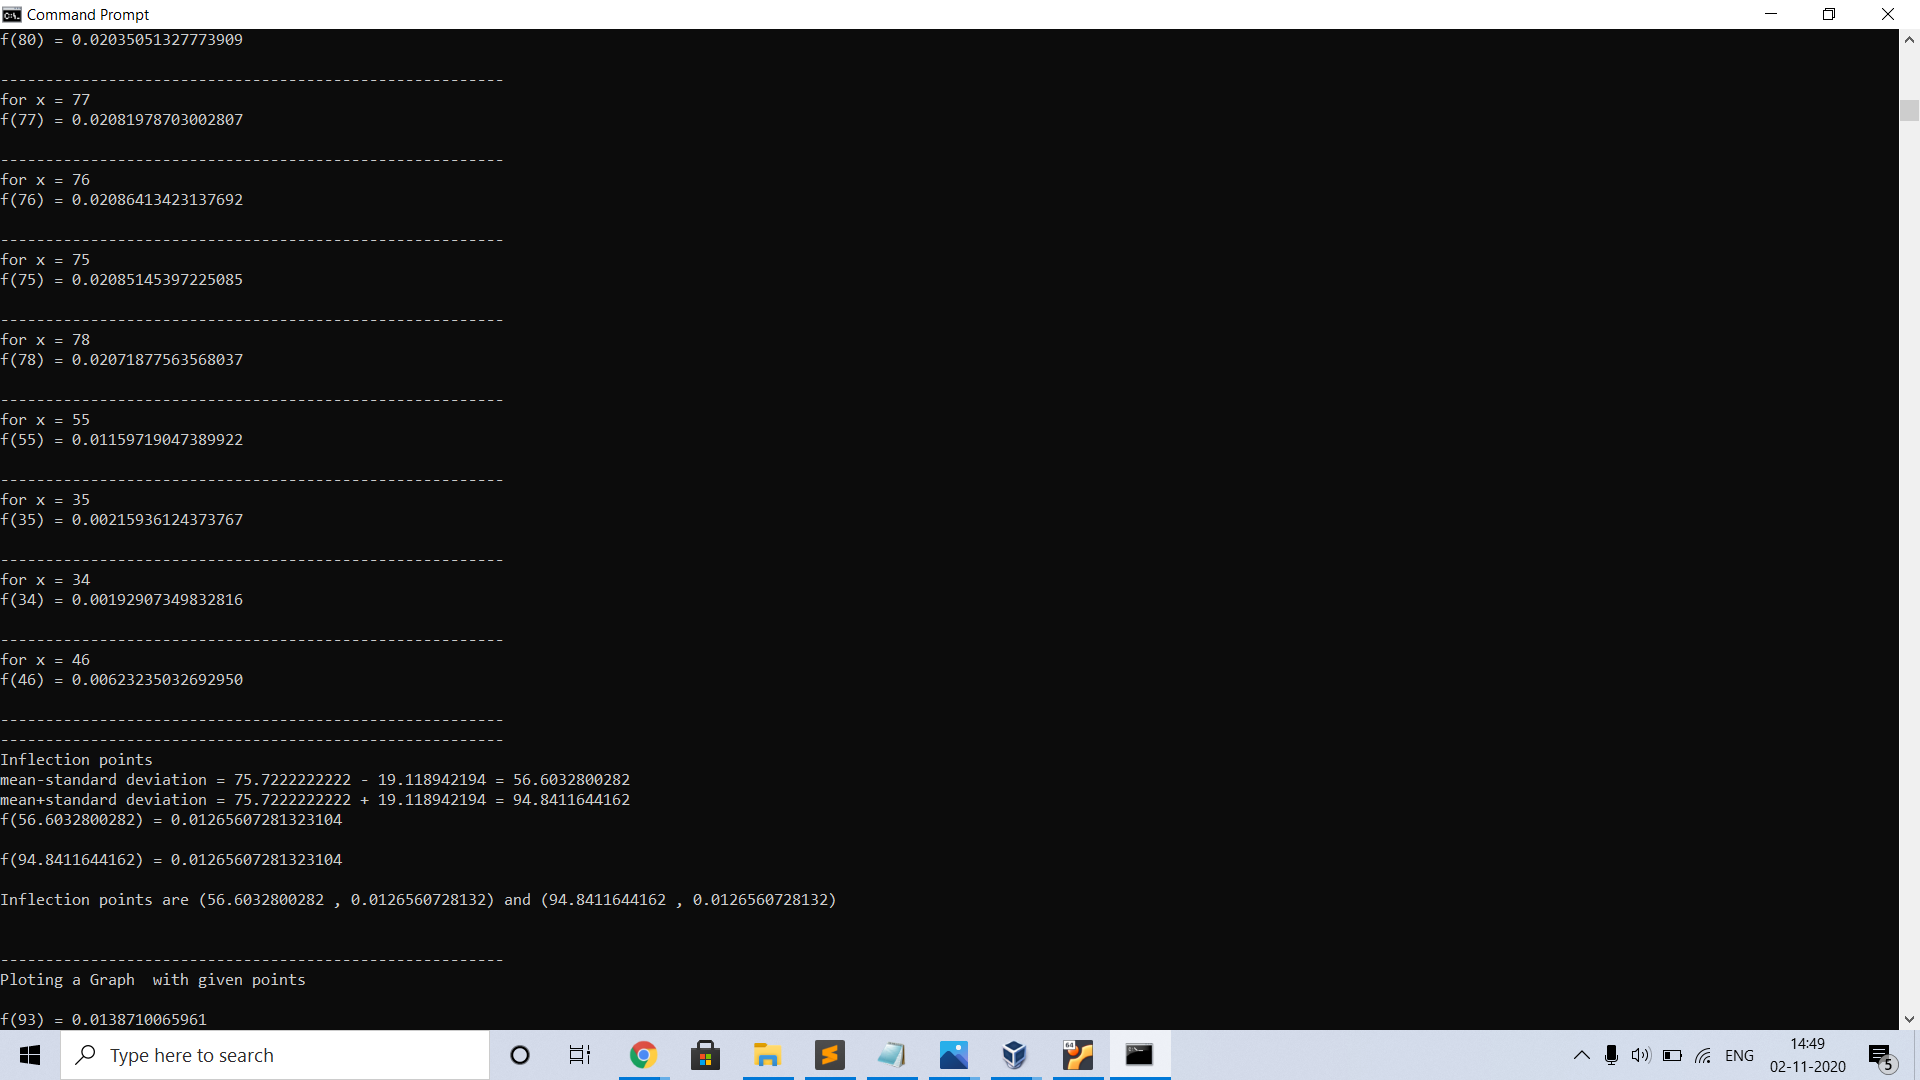 Command Prompt
f(80) = 0.02035051327773909
--------------------------------------------------------
for x = 77
f(77) = 0.02081978703002807
--------------------------------------------------------
for x = 76
f(76) = 0.02086413423137692
--------------------------------------------------------
for x = 75
f(75) = 0.02085145397225085
--------------------------------------------------------
for x = 78
f(78) = 0.02071877563568037
--------------------------------------------------------
for x = 55
f(55) = 0.01159719047389922
--------------------------------------------------------
for x = 35
f(35) = 0.00215936124373767
--------------------------------------------------------
for x = 34
f(34) = 0.00192907349832816
--------------------------------------------------------
for x = 46
f(46) = 0.00623235032692950
--------------------------------------------------------
--------------------------------------------------------
Inflection points
mean-standard deviation = 75.7222222222 - 19.118942194 = 56.6032800282
mean+standard deviation = 75.7222222222 + 19.118942194 = 94.8411644162
f(56.6032800282) = 0.01265607281323104
f(94.8411644162) = 0.01265607281323104
Inflection points are (56.6032800282 , 0.0126560728132) and (94.8411644162 , 0.0126560728132)
--------------------------------------------------------
Ploting a Graph  with given points
f(93) = 0.0138710065961
Type here to search
64
ENG
14:49
02-11-2020
5